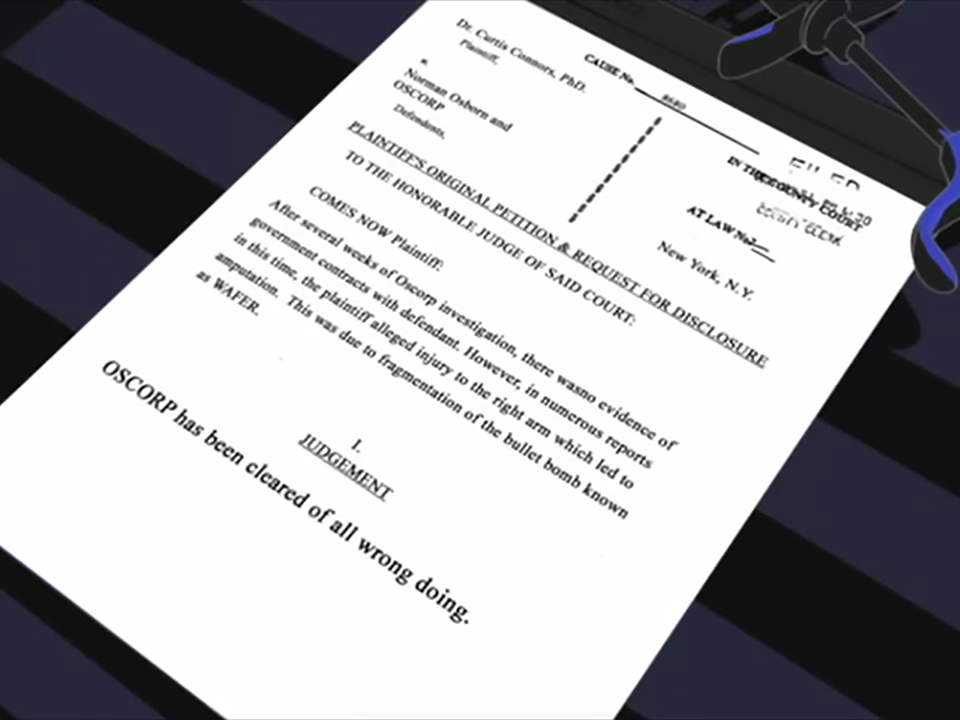 Dr. Curtis Connors, PhD.
Plaintiff,
Norman Osborn and
OSCORP
Defendants,
CAUSE No.
FILED
IN THE COUNTY COURT
AT LAW No.
New York, N.Y.
PLAINTIFF'S ORIGINAL PETITION & REQUEST FOR DISCLOSURE
TO THE HONORABLE JUDGE OF SAID COURT:
COMES NOW Plaintiff:
After several weeks of Oscorp investigation, there wasno evidence of
government contracts with defendant. However, in numerous reports
in this time, the plaintiff alleged injury to the right arm which led to
amputation. This was due to fragmentation of the bullet bomb known
as WAFER.
I.
JUDGEMENT
OSCORP has been cleared of all wrong doing.